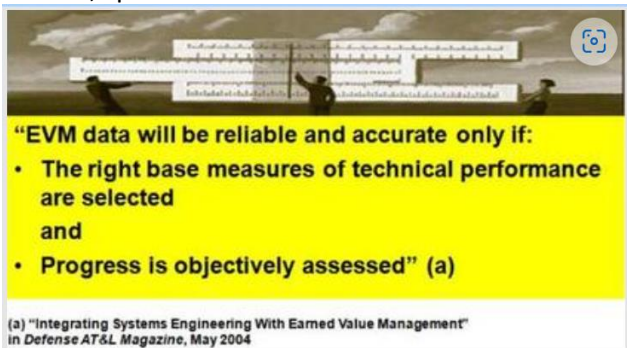 “EVM data will be reliable and accurate only if:
• The right base measures of technical performance
are selected
and
• Progress is objectively assessed” (a)
(a) “Integrating Systems Engineering With Earned Value Management”
in Defense AT&L Magazine, May 2004